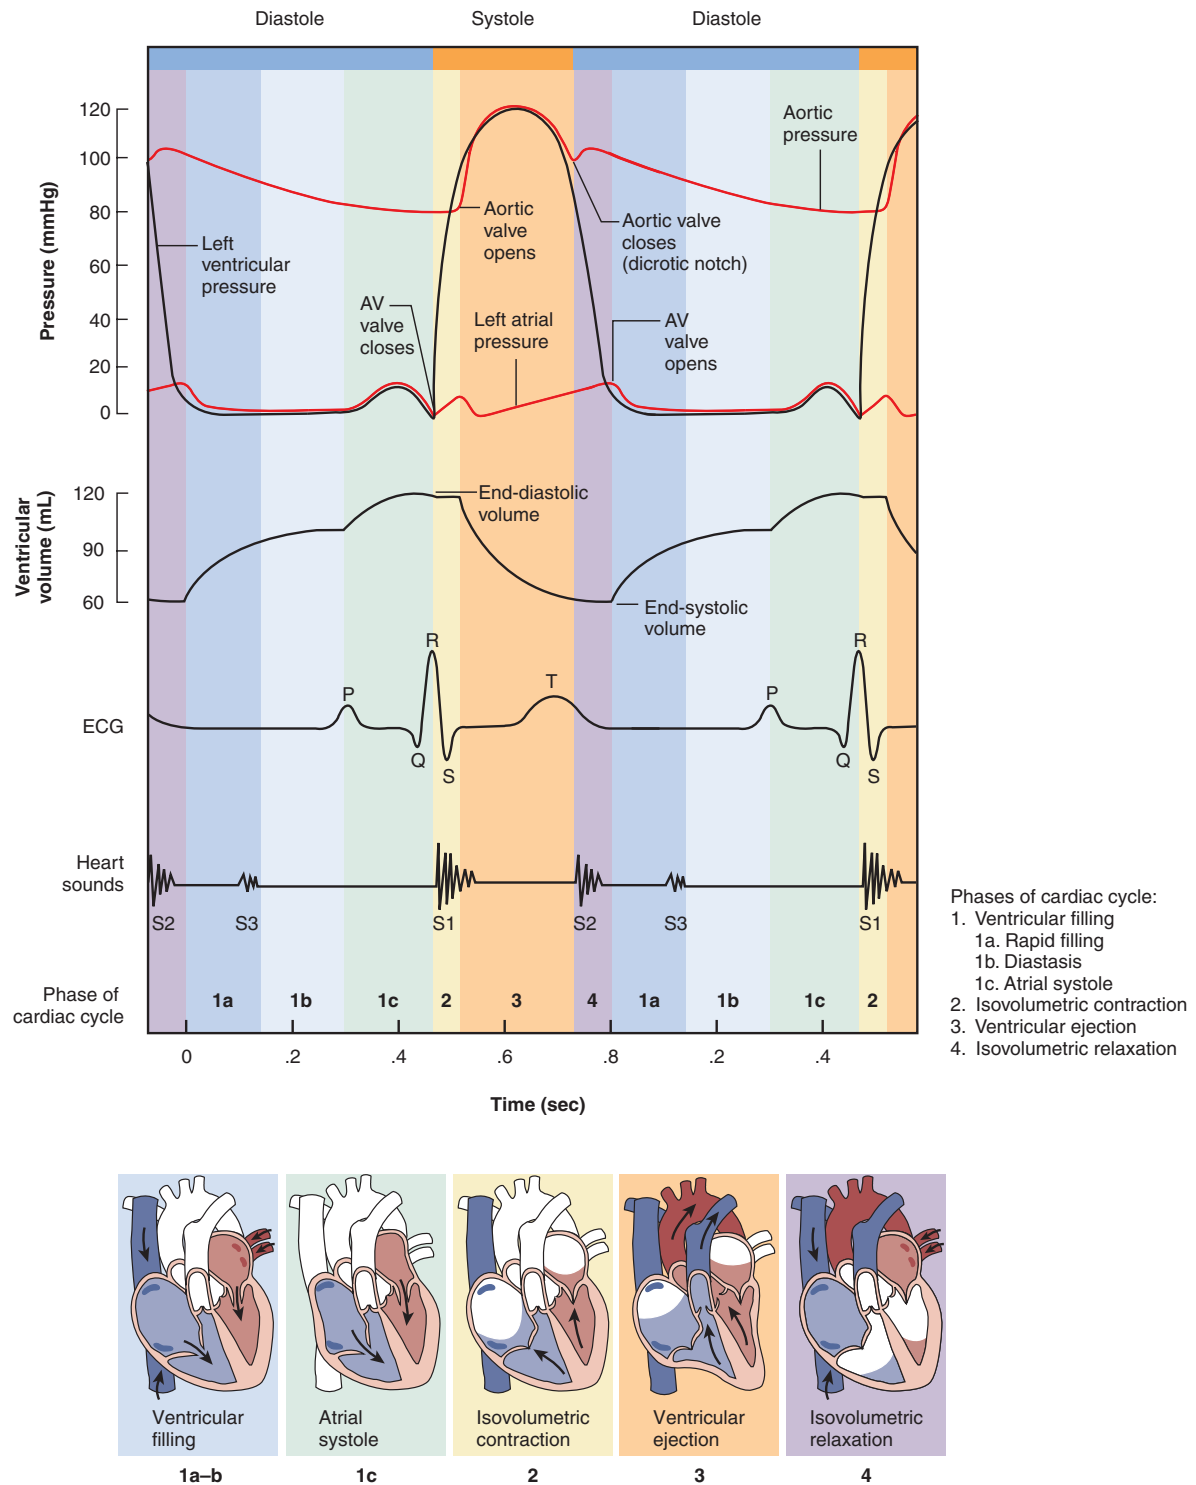 Diastole
Systole
Diastole
Pressure (mmHg)
120
100
80
60
40
20
0
Left
ventricular
pressure
AV
valve
closes
Aortic
valve
opens
Left atrial
pressure
Aortic valve
closes
(dicrotic notch)
AV
valve
opens
Aortic
pressure
Ventricular
volume (mL)
120
90
60
End-diastolic
volume
End-systolic
volume
ECG
P
Q
R
S
T
P
Q
R
S
Heart
sounds
S2
S3
S1
S2
S3
S1
Phase of
cardiac cycle
1a
1b
1c
2
3
4
1a
1b
1c
2
0
.2
.4
.6
.8
.2
.4
Time (sec)
Phases of cardiac cycle:
1. Ventricular filling
1a. Rapid filling
1b. Diastasis
1c. Atrial systole
2. Isovolumetric contraction
3. Ventricular ejection
4. Isovolumetric relaxation
Ventricular
filling
1a–b
Atrial
systole
1c
Isovolumetric
contraction
2
Ventricular
ejection
3
Isovolumetric
relaxation
4